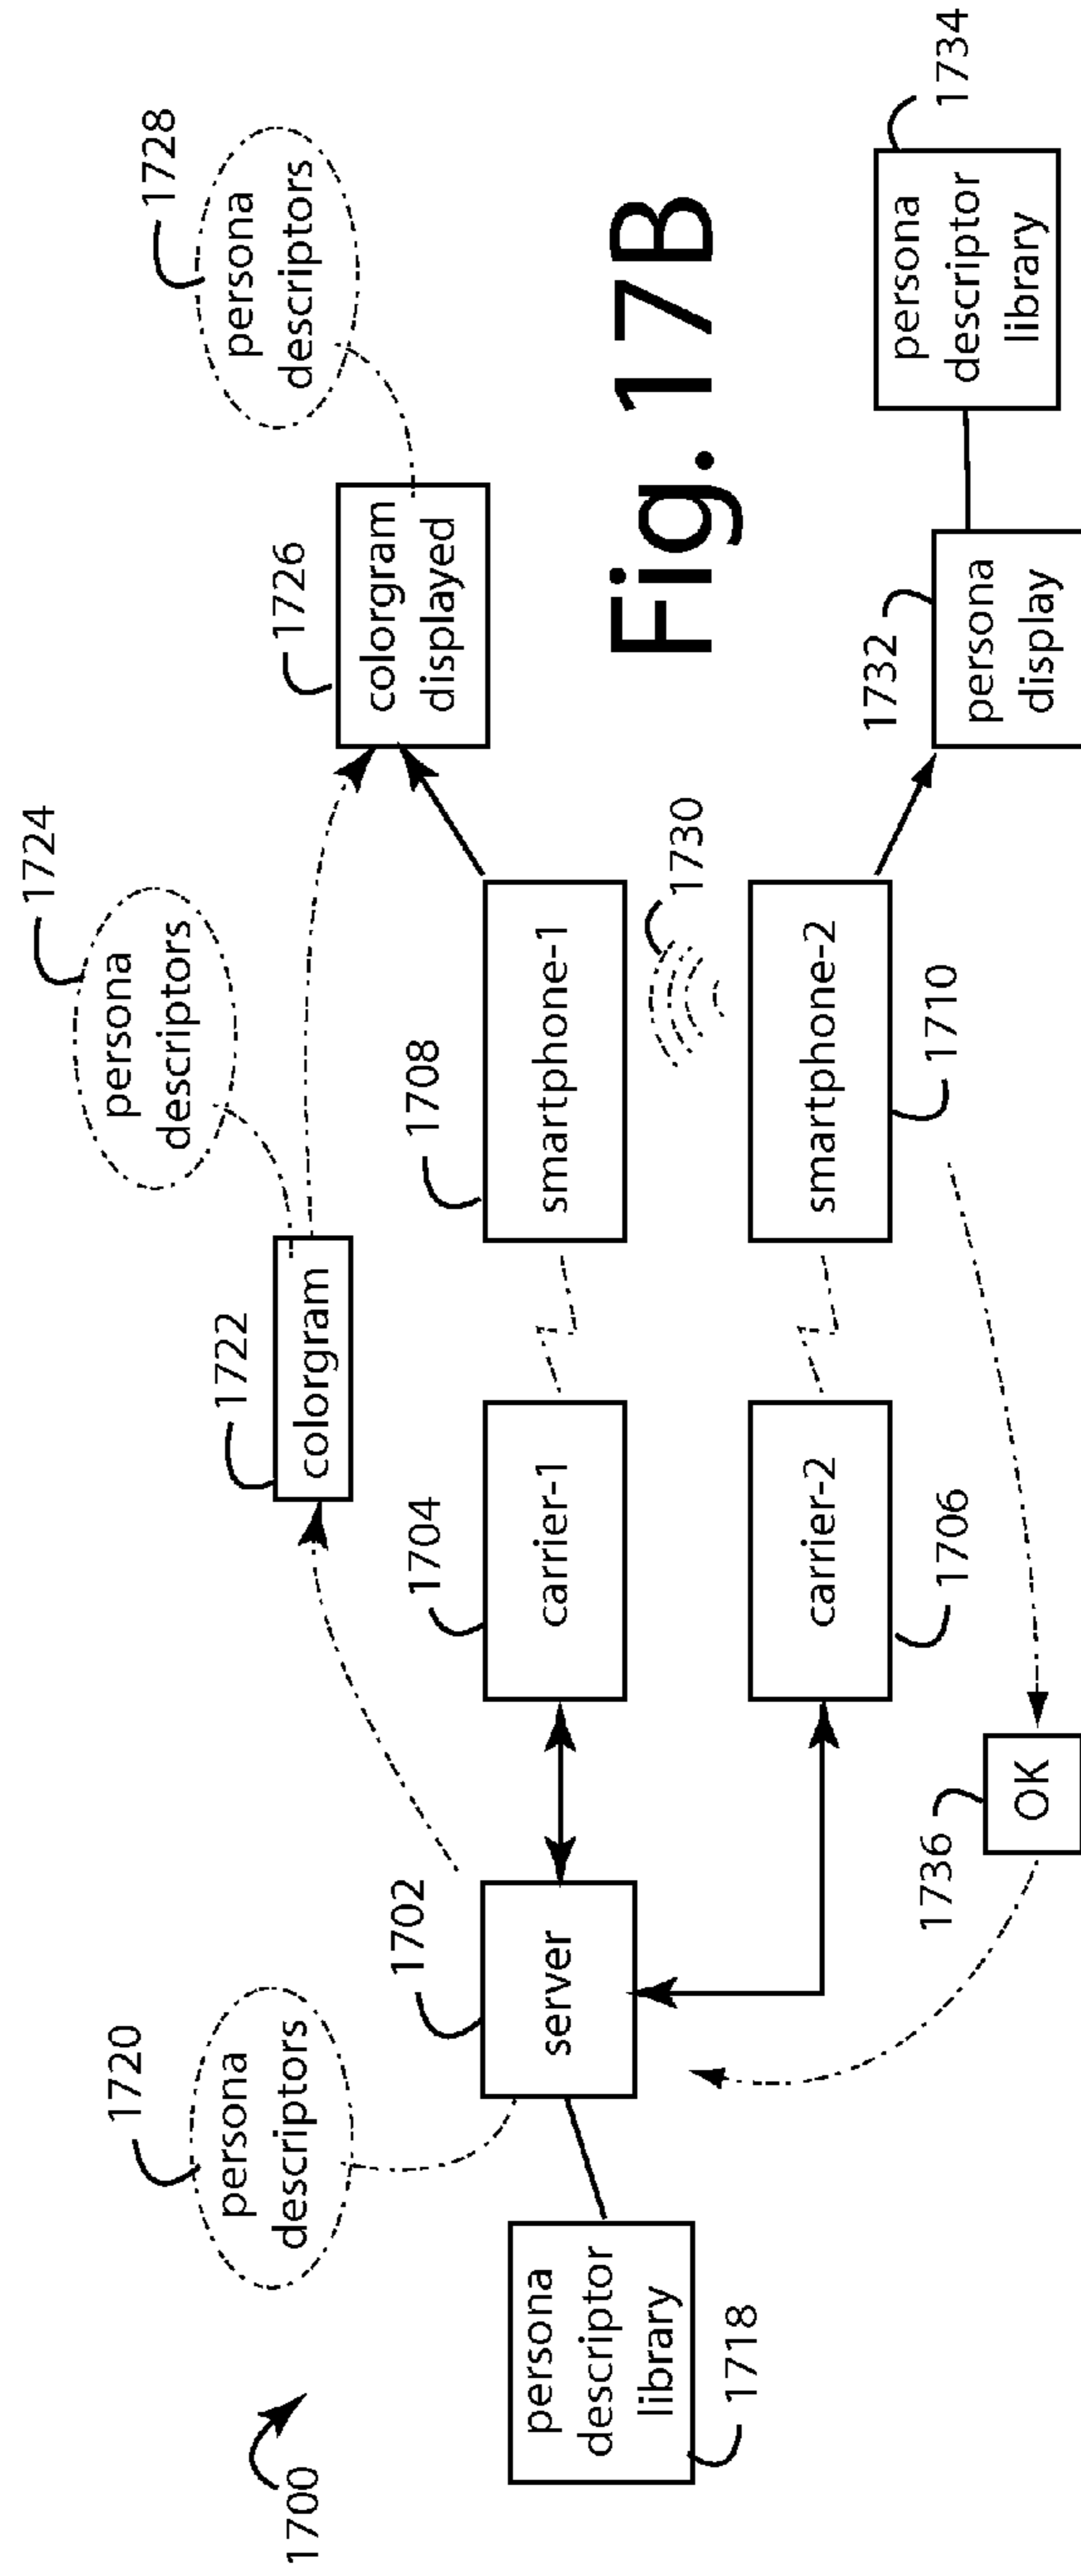 1700
1720
persona
descriptors
persona
descriptor
library
1718
1702
server
1736
OK
1722
colorgram
1704
carrier-1
carrier-2
1706
1724
persona
descriptors
1708
smartphone-1
1730
smartphone-2
1710
1728
persona
descriptors
1726
colorgram
displayed
Fig. 17B
1732
persona
display
persona
descriptor
library
1734